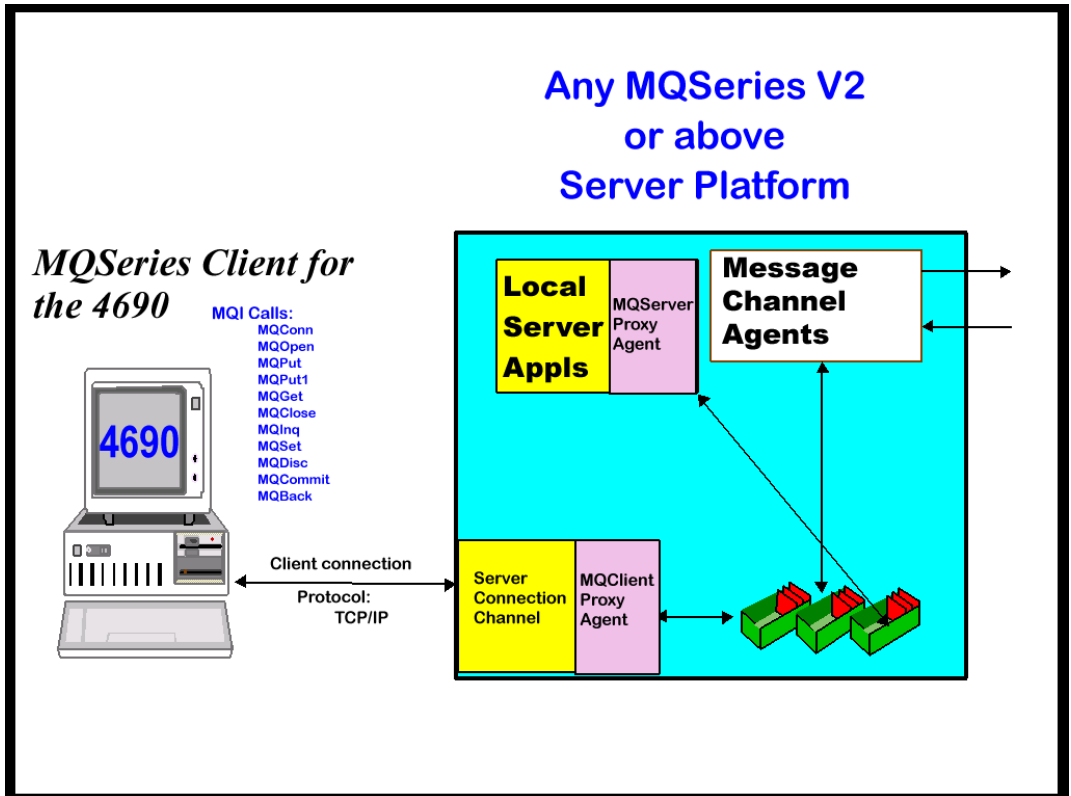 Any MQSeries V2
or above
Server Platform
MQSeries Client for
the 4690
MQI Calls:
MQConn
MQOpen
MQPut
MQPut1
MQGet
MQClose
MQInq
MQSet
MQDisc
MQCommit
MQBack
4690
Client connection
Protocol:
TCP/IP
Local
Server
Appls
MQServer
Proxy
Agent
Message
Channel
Agents
Server
Connection
Channel
MQClient
Proxy
Agent